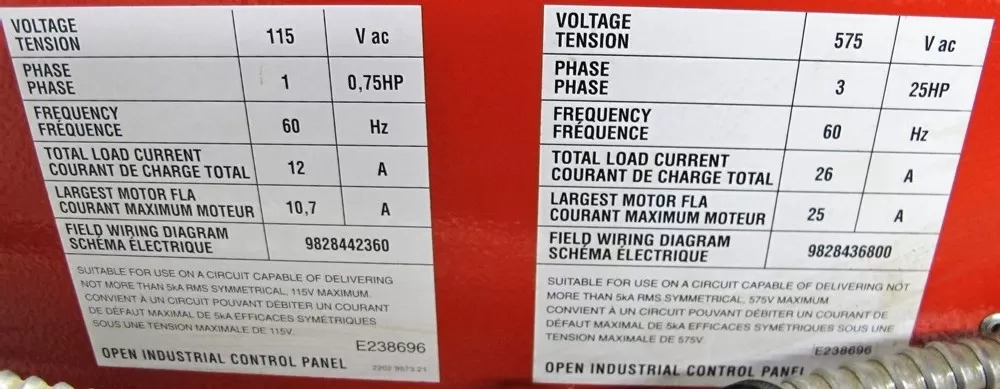 VOLTAGE
TENSION
115
V ac
PHASE
PHASE
1
0,75HP
FREQUENCY
FRÉQUENCE
60
Hz
TOTAL LOAD CURRENT
COURANT DE CHARGE TOTAL
12
A
LARGEST MOTOR FLA
COURANT MAXIMUM MOTEUR
10,7
A
FIELD WIRING DIAGRAM
SCHÉMA ÉLECTRIQUE
9828442360
SUITABLE FOR USE ON A CIRCUIT CAPABLE OF DELIVERING
NOT MORE THAN 5kA RMS SYMMETRICAL, 115V MAXIMUM.
CONVIENT À UN CIRCUIT POUVANT DÉBITER UN COURANT
DE DÉFAUT MAXIMAL DE 5kA EFFICACES SYMÉTRIQUES
SOUS UNE TENSION MAXIMALE DE 115V.
E238696
OPEN INDUSTRIAL CONTROL PANEL
2202 9573-21
VOLTAGE
TENSION
575
V ac
PHASE
PHASE
3
25HP
FREQUENCY
FRÉQUENCE
60
Hz
TOTAL LOAD CURRENT
COURANT DE CHARGE TOTAL
26
A
LARGEST MOTOR FLA
COURANT MAXIMUM MOTEUR
25
A
FIELD WIRING DIAGRAM
SCHÉMA ÉLECTRIQUE
9828436800
SUITABLE FOR USE ON A CIRCUIT CAPABLE OF DELIVERING NOT
MORE THAN 5kA RMS SYMMETRICAL, 575V MAXIMUM
CONVIENT À UN CIRCUIT POUVANT DÉBITER UN COURANT DE
DÉFAUT MAXIMAL DE 5kA EFFICACES SYMÉTRIQUES SOUS UNE
TENSION MAXIMALE DE 575V.
E238696
OPEN INDUSTRIAL CONTROL PANEL